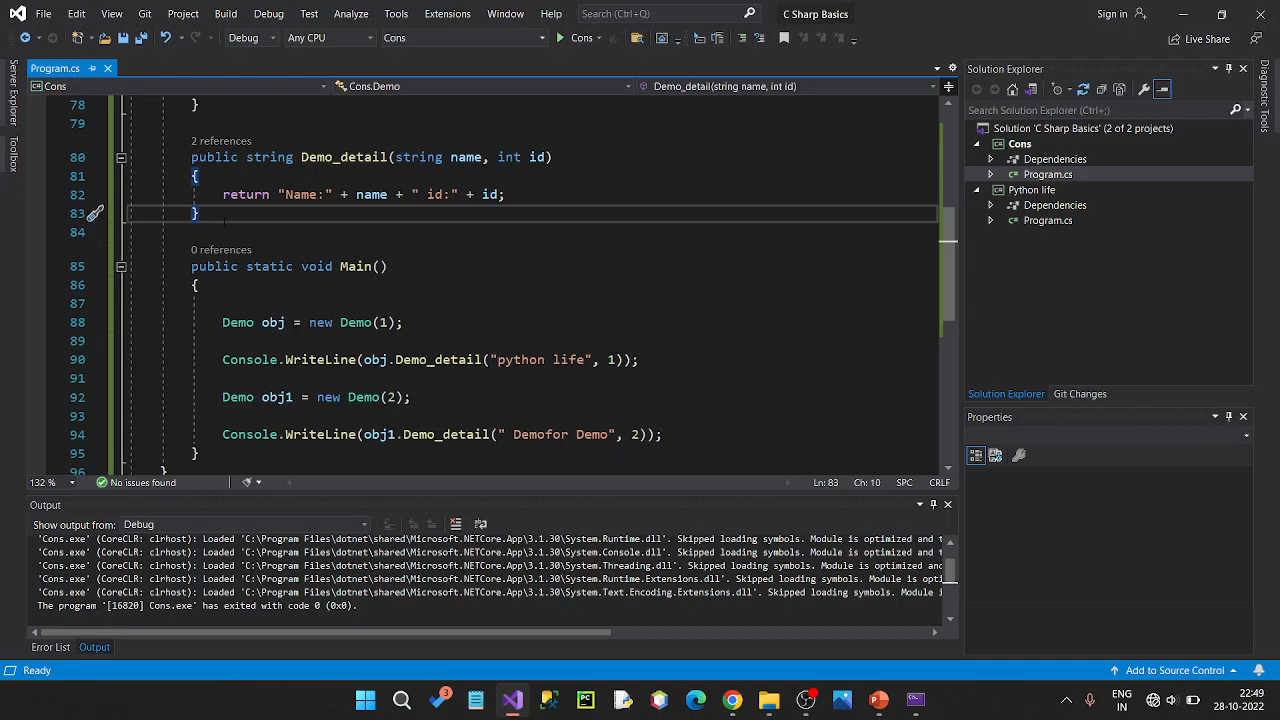 File Edit View Git Project Build Debug Test Analyze Tools Extensions Window Help Search (Ctrl+Q) C Sharp Basics Sign in
Debug Any CPU Cons Cons Live Share
Server Explorer
Toolbox
Program.cs
Cons Cons.Demo Demo_detail(string name, int id)
78 }
79
2 references
80 public string Demo_detail(string name, int id)
81 {
82 return "Name:" + name + " id:" + id;
83 }
84
0 references
85 public static void Main()
86 {
87
88 Demo obj = new Demo(1);
89
90 Console.WriteLine(obj.Demo_detail("python life", 1));
91
92 Demo obj1 = new Demo(2);
93
94 Console.WriteLine(obj1.Demo_detail(" Demofor Demo", 2));
95 }
96 }
132 % No issues found Ln: 83 Ch: 10 SPC CRLF
Output
Show output from: Debug
'Cons.exe' (CoreCLR: clrhost): Loaded 'C:\Program Files\dotnet\shared\Microsoft.NETCore.App\3.1.30\System.Runtime.dll'. Skipped loading symbols. Module is optimized and t
'Cons.exe' (CoreCLR: clrhost): Loaded 'C:\Program Files\dotnet\shared\Microsoft.NETCore.App\3.1.30\System.Console.dll'. Skipped loading symbols. Module is optimized and t
'Cons.exe' (CoreCLR: clrhost): Loaded 'C:\Program Files\dotnet\shared\Microsoft.NETCore.App\3.1.30\System.Threading.dll'. Skipped loading symbols. Module is optimized and
'Cons.exe' (CoreCLR: clrhost): Loaded 'C:\Program Files\dotnet\shared\Microsoft.NETCore.App\3.1.30\System.Runtime.Extensions.dll'. Skipped loading symbols. Module is opti
'Cons.exe' (CoreCLR: clrhost): Loaded 'C:\Program Files\dotnet\shared\Microsoft.NETCore.App\3.1.30\System.Text.Encoding.Extensions.dll'. Skipped loading symbols. Module i
The program '[16820] Cons.exe' has exited with code 0 (0x0).
Error List Output
Solution Explorer
Search Solution Explorer (Ctrl+;)
Solution 'C Sharp Basics' (2 of 2 projects)
Cons
Dependencies
Program.cs
Python life
Dependencies
Program.cs
Solution Explorer Git Changes
Properties
Diagnostic Tools
Ready Add to Source Control
3
PC
ENG
IN
22:49
28-10-2022